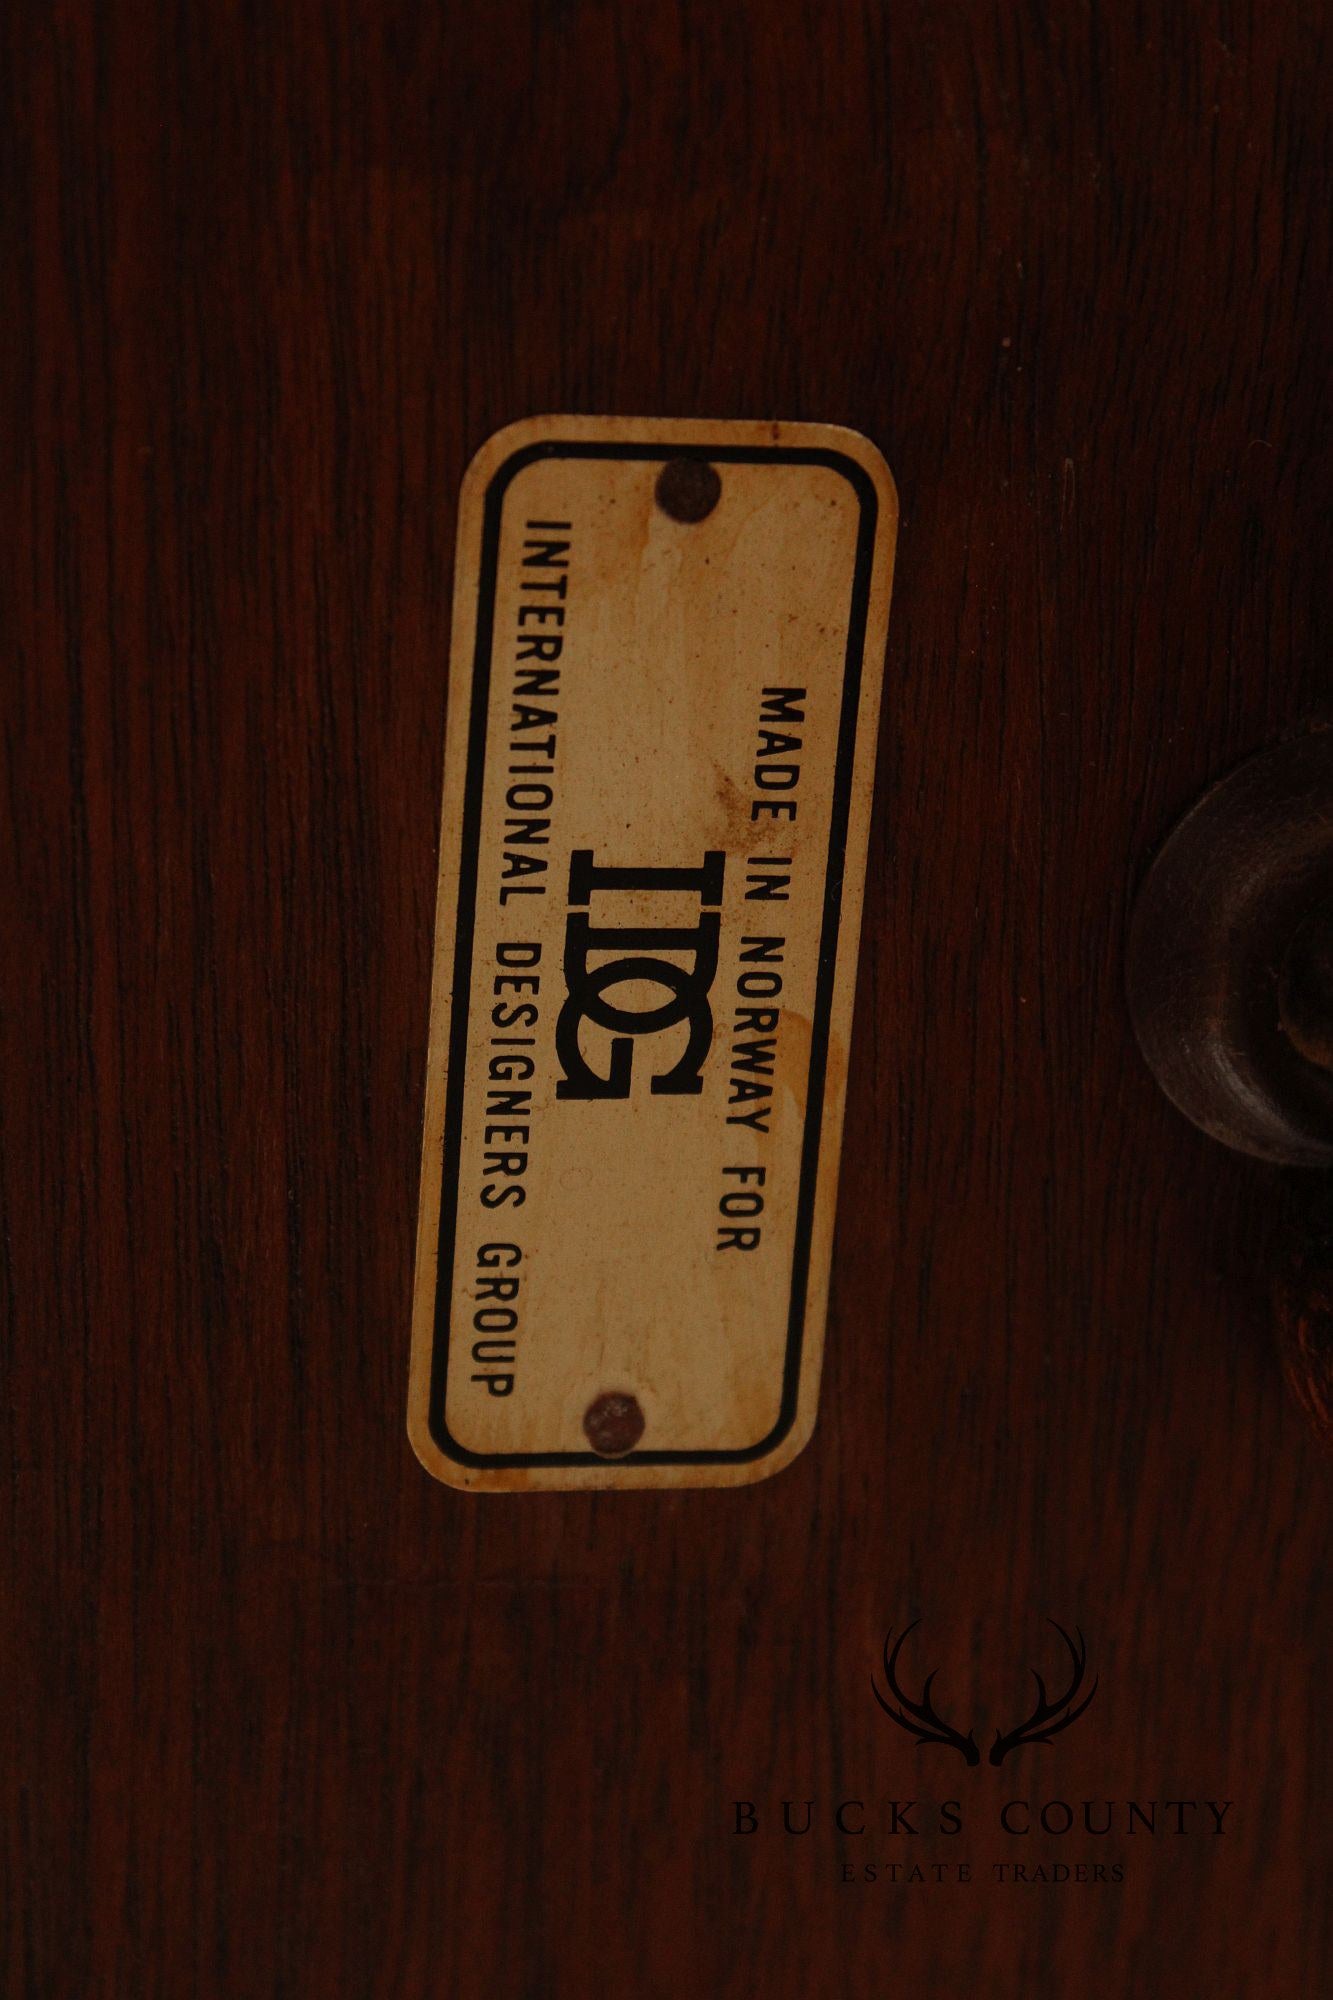 MADE IN NORWAY FOR
IDG
INTERNATIONAL DESIGNERS GROUP
BUCKS COUNTY
ESTATE TRADERS